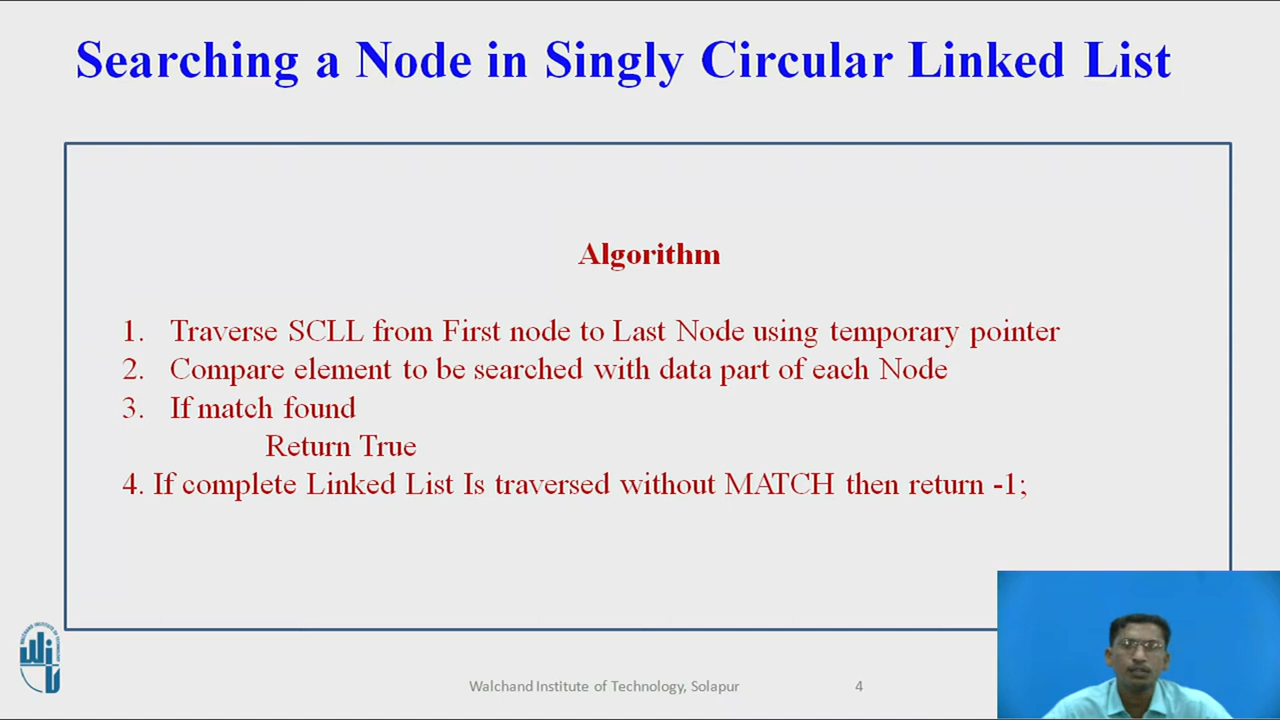 Searching a Node in Singly Circular Linked List
Algorithm
1. Traverse SCLL from First node to Last Node using temporary pointer
2. Compare element to be searched with data part of each Node
3. If match found
Return True
4. If complete Linked List Is traversed without MATCH then return -1;
Walchand Institute of Technology, Solapur
4